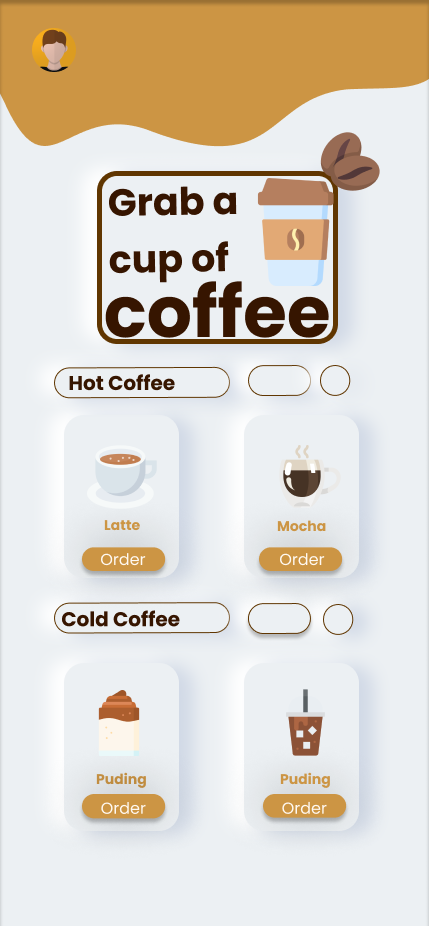 Grab a
cup of
coffee
Hot Coffee
Latte
Mocha
Order
Order
Cold Coffee
Puding
Puding
Order
Order